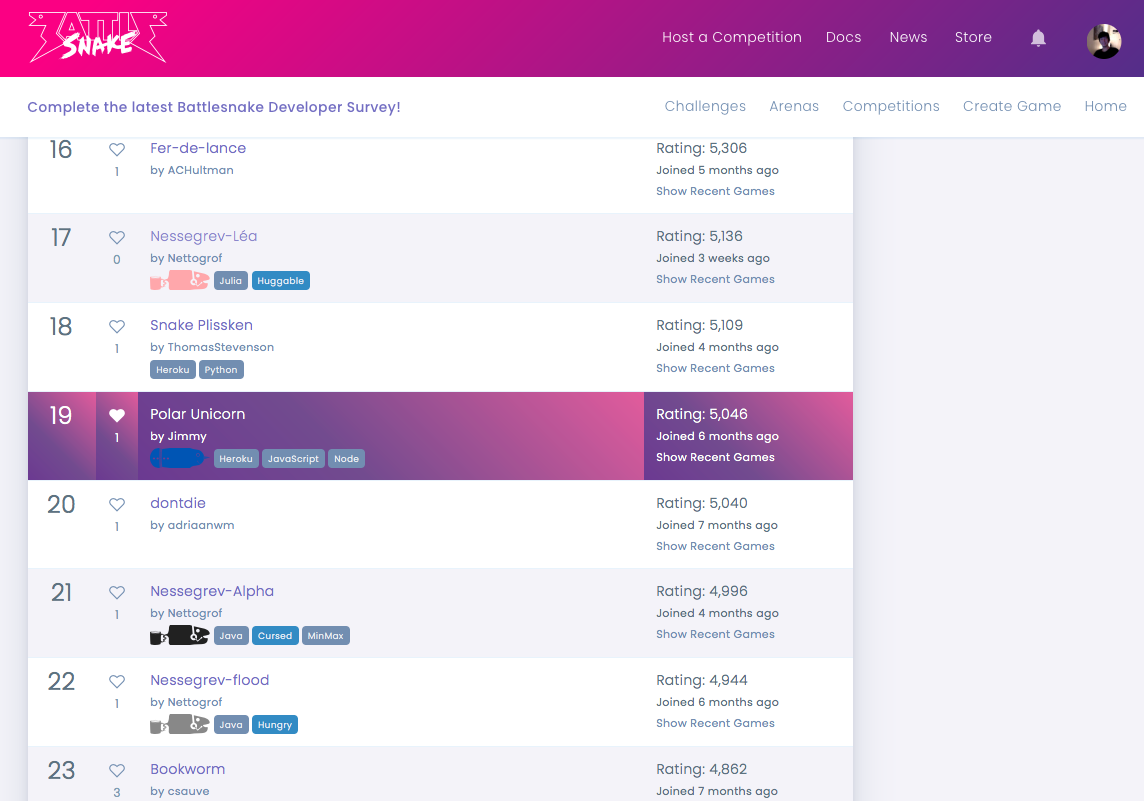 BATTLE
SNAKE
Host a Competition Docs News Store
Complete the latest Battlesnake Developer Survey!
Challenges Arenas Competitions Create Game Home
16 Fer-de-lance Rating: 5,306
1 by ACHultman Joined 5 months ago
Show Recent Games
17 Nessegrev-Léa Rating: 5,136
0 by Nettogrof Joined 3 weeks ago
Julia Huggable Show Recent Games
18 Snake Plissken Rating: 5,109
1 by ThomasStevenson Joined 4 months ago
Heroku Python Show Recent Games
19 Polar Unicorn Rating: 5,046
1 by Jimmy Joined 6 months ago
Heroku JavaScript Node Show Recent Games
20 dontdie Rating: 5,040
1 by adriaanwm Joined 7 months ago
Show Recent Games
21 Nessegrev-Alpha Rating: 4,996
1 by Nettogrof Joined 4 months ago
Java Cursed MinMax Show Recent Games
22 Nessegrev-flood Rating: 4,944
1 by Nettogrof Joined 6 months ago
Java Hungry Show Recent Games
23 Bookworm Rating: 4,862
3 by csauve Joined 7 months ago